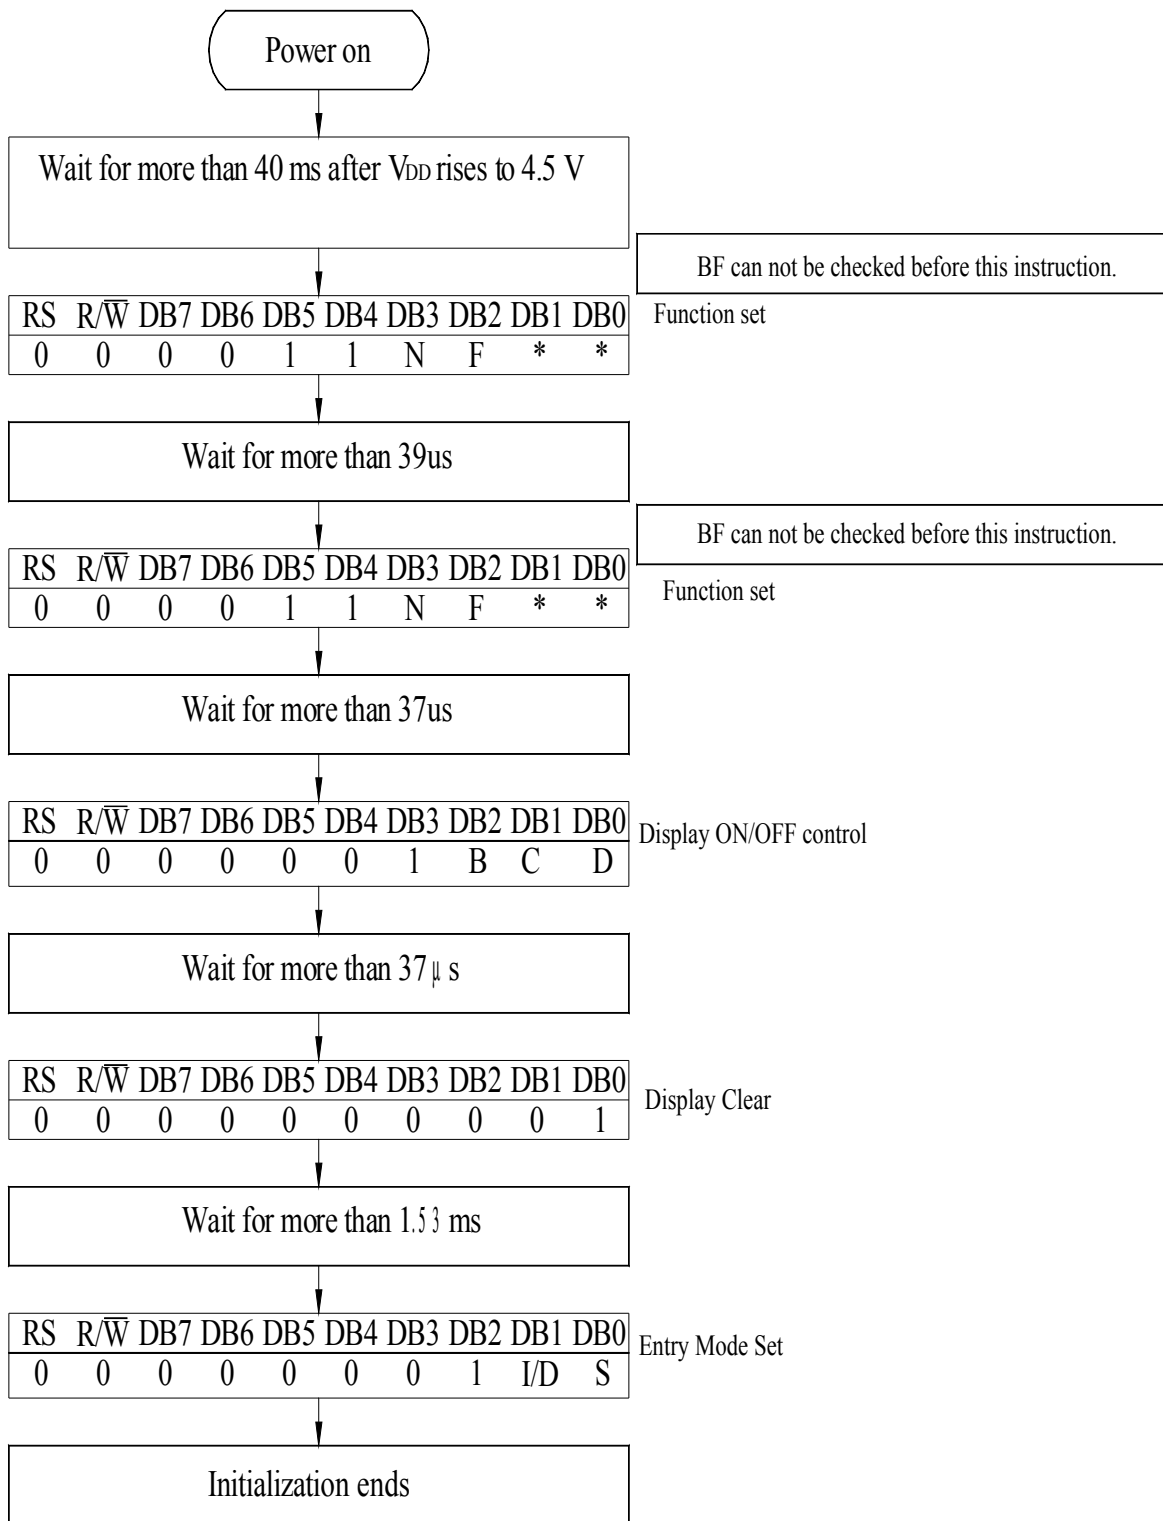 Power on
Wait for more than 40 ms after VDD rises to 4.5 V
BF can not be checked before this instruction.
RS R/W̅ DB7 DB6 DB5 DB4 DB3 DB2 DB1 DB0
Function set
0 0 0 0 1 1 N F * *
Wait for more than 39us
BF can not be checked before this instruction.
RS R/W̅ DB7 DB6 DB5 DB4 DB3 DB2 DB1 DB0
Function set
0 0 0 0 1 1 N F * *
Wait for more than 37us
RS R/W̅ DB7 DB6 DB5 DB4 DB3 DB2 DB1 DB0
Display ON/OFF control
0 0 0 0 0 0 1 B C D
Wait for more than 37μ s
RS R/W̅ DB7 DB6 DB5 DB4 DB3 DB2 DB1 DB0
Display Clear
0 0 0 0 0 0 0 0 0 1
Wait for more than 1.53 ms
RS R/W̅ DB7 DB6 DB5 DB4 DB3 DB2 DB1 DB0
Entry Mode Set
0 0 0 0 0 0 0 1 I/D S
Initialization ends